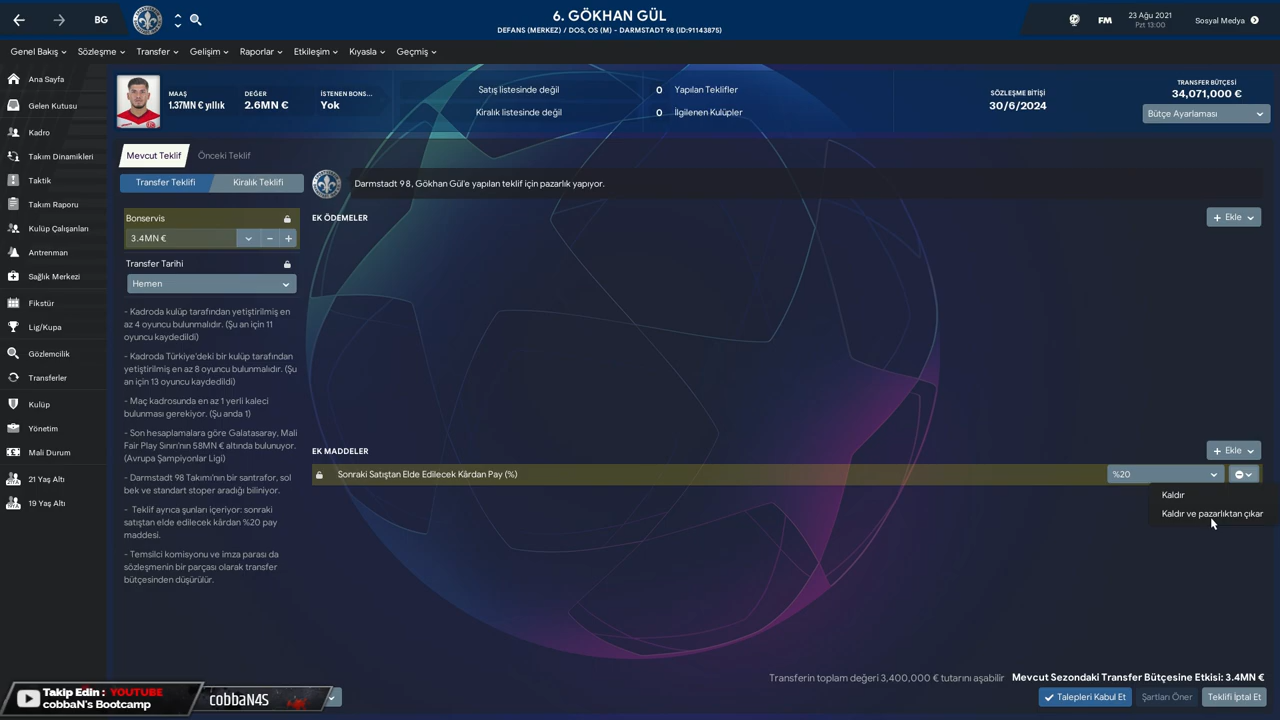 BG
6. GÖKHAN GÜL
DEFANS (MERKEZ) / DOS, OS (M) - DARMSTADT 98 (ID:91143875)
FM
23 Ağu 2021
Pzt 13:00
Sosyal Medya
Genel Bakış
Sözleşme
Transfer
Gelişim
Raporlar
Etkileşim
Kıyasla
Geçmiş
Ana Sayfa
Gelen Kutusu
Kadro
Takım Dinamikleri
Taktik
Takım Raporu
Kulüp Çalışanları
Antrenman
Sağlık Merkezi
Fikstür
Lig/Kupa
Gözlemcilik
Transferler
Kulüp
Yönetim
Mali Durum
21 Yaş Altı
19 Yaş Altı
MAAŞ
1.37MN € yıllık
DEĞER
2.6MN €
İSTENEN BONS...
Yok
Satış listesinde değil
Kiralık listesinde değil
0 Yapılan Teklifler
0 İlgilenen Kulüpler
SÖZLEŞME BİTİŞİ
30/6/2024
TRANSFER BÜTÇESİ
34,071,000 €
Bütçe Ayarlaması
Mevcut Teklif
Önceki Teklif
Transfer Teklifi
Kiralık Teklifi
Darmstadt 98, Gökhan Gül'e yapılan teklif için pazarlık yapıyor.
Bonservis
3.4MN €
Transfer Tarihi
Hemen
- Kadroda kulüp tarafından yetiştirilmiş en
az 4 oyuncu bulunmalıdır. (Şu an için 11
oyuncu kaydedildi)
- Kadroda Türkiye'deki bir kulüp tarafından
yetiştirilmiş en az 8 oyuncu bulunmalıdır. (Şu
an için 13 oyuncu kaydedildi)
- Maç kadrosunda en az 1 yerli kaleci
bulunması gerekiyor. (Şu anda 1)
- Son hesaplamalara göre Galatasaray, Mali
Fair Play Sınırı'nın 58MN € altında bulunuyor.
(Avrupa Şampiyonlar Ligi)
- Darmstadt 98 Takımı'nın bir santrafor, sol
bek ve standart stoper aradığı biliniyor.
- Teklif ayrıca şunları içeriyor: sonraki
satıştan elde edilecek kârdan %20 pay
maddesi.
- Temsilci komisyonu ve imza parası da
sözleşmenin bir parçası olarak transfer
bütçesinden düşürülür.
EK ÖDEMELER
+ Ekle
EK MADDELER
+ Ekle
Sonraki Satıştan Elde Edilecek Kârdan Pay (%)
%20
Kaldır
Kaldır ve pazarlıktan çıkar
Transferin toplam değeri 3,400,000 € tutarını aşabilir
Mevcut Sezondaki Transfer Bütçesine Etkisi: 3.4MN €
Talepleri Kabul Et
Şartları Öner
Teklifi İptal Et
Takip Edin : YOUTUBE
cobbaN's Bootcamp
cobbaN4S